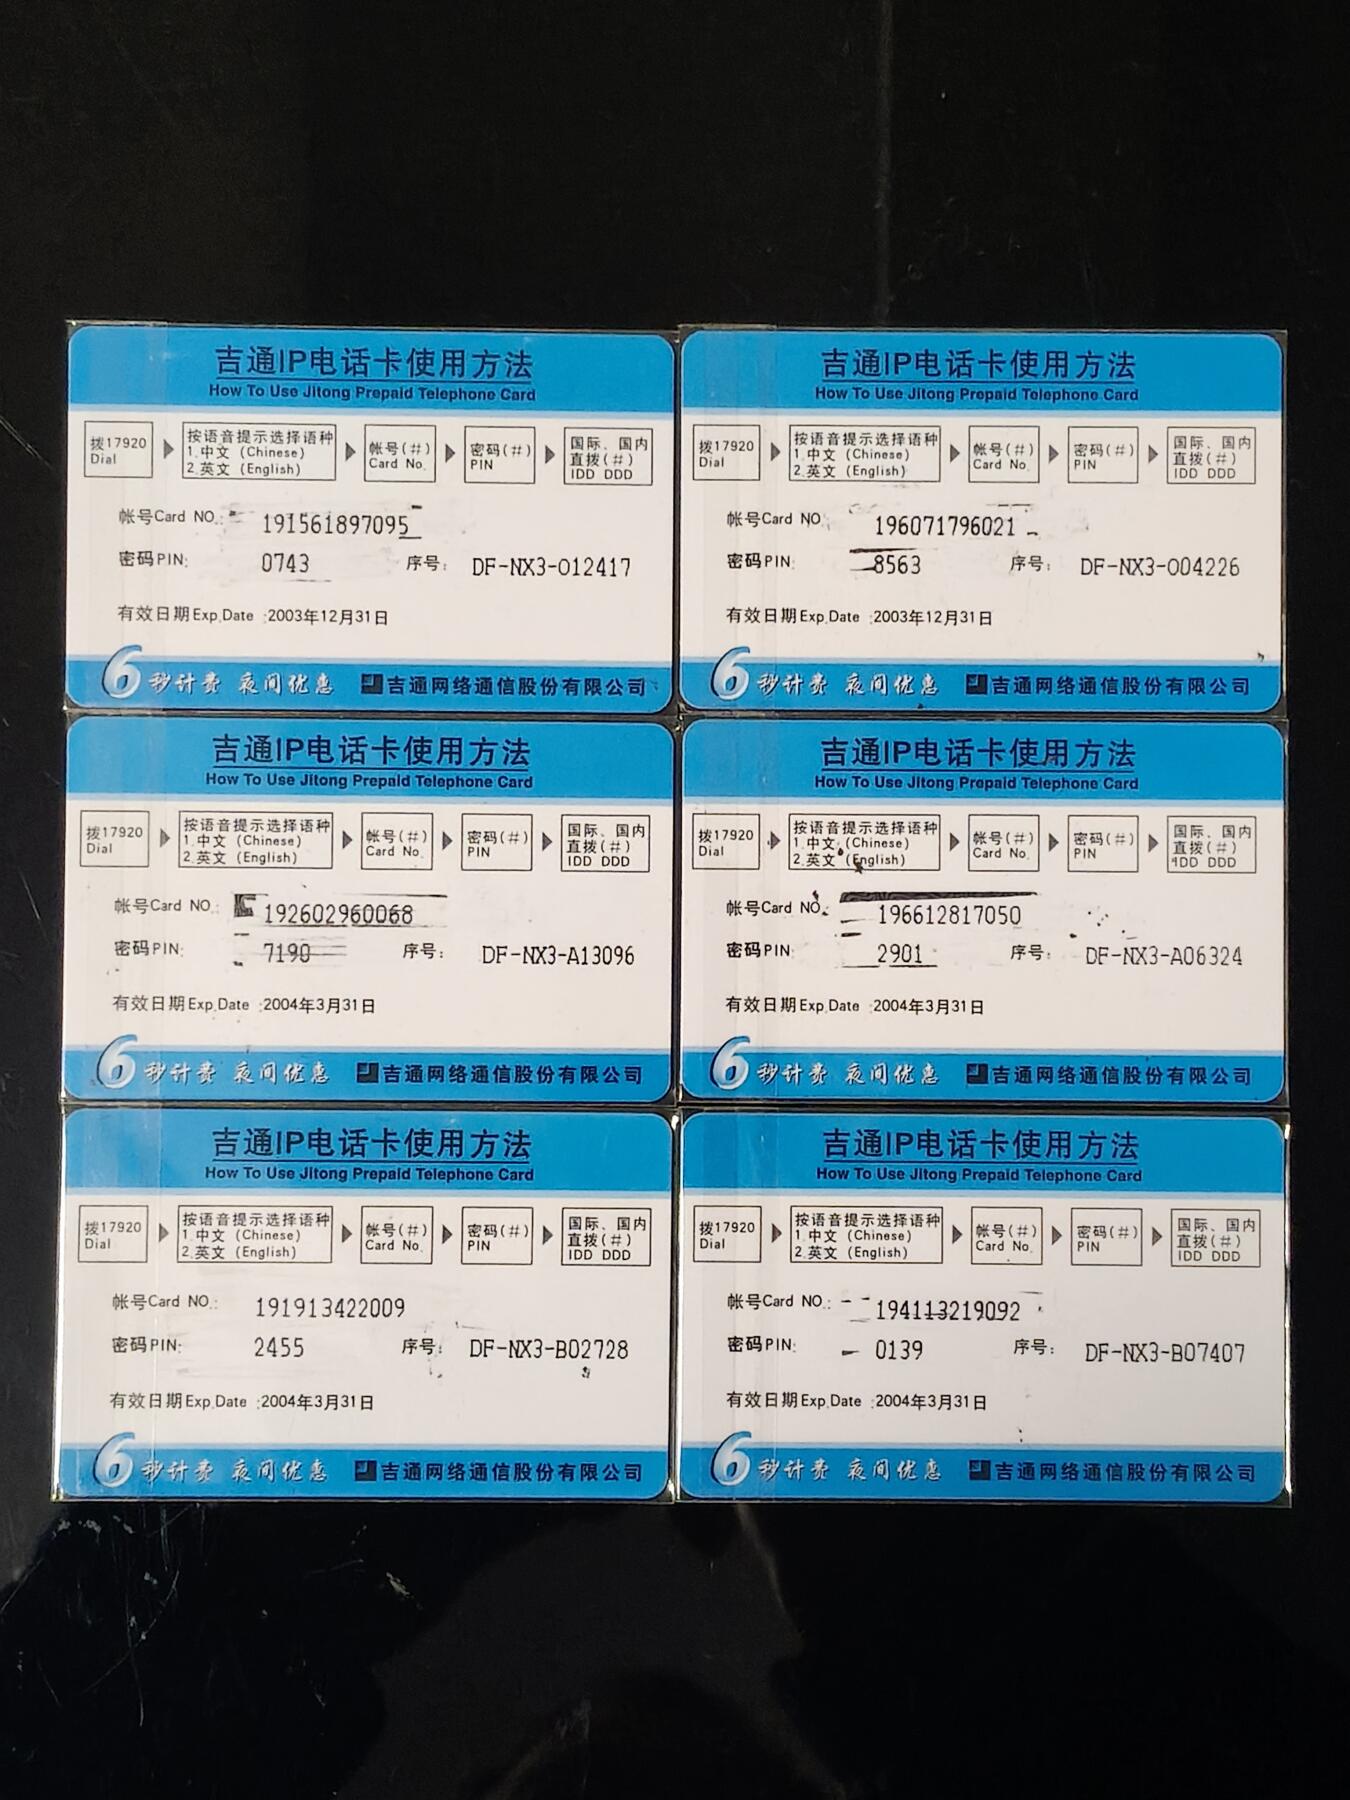 吉通IP电话卡使用方法
How To Use Jitong Prepaid Telephone Card
拨17920
Dial
按语音提示选择语种
1.中文 (Chinese)
2.英文 (English)
帐号(#)
Card No.
密码(#)
PIN
国际、国内
直拨(#)
IDD DDD
帐号Card NO.: 191561897095
密码PIN: 0743 序号: DF-NX3-012417
有效日期Exp.Date :2003年12月31日
6秒计费 夜间优惠 吉通网络通信股份有限公司
吉通IP电话卡使用方法
How To Use Jitong Prepaid Telephone Card
拨17920
Dial
按语音提示选择语种
1.中文 (Chinese)
2.英文 (English)
帐号(#)
Card No.
密码(#)
PIN
国际、国内
直拨(#)
IDD DDD
帐号Card NO. 196071796021
密码PIN: 8563 序号: DF-NX3-004226
有效日期Exp.Date :2003年12月31日
6秒计费 夜间优惠 吉通网络通信股份有限公司
吉通IP电话卡使用方法
How To Use Jitong Prepaid Telephone Card
拨17920
Dial
按语音提示选择语种
1.中文 (Chinese)
2.英文 (English)
帐号(#)
Card No.
密码(#)
PIN
国际、国内
直拨(#)
IDD DDD
帐号Card NO.: 192602960068
密码PIN: 7190 序号: DF-NX3-A13096
有效日期Exp.Date :2004年3月31日
6秒计费 夜间优惠 吉通网络通信股份有限公司
吉通IP电话卡使用方法
How To Use Jitong Prepaid Telephone Card
拨17920
Dial
按语音提示选择语种
1.中文 (Chinese)
2.英文 (English)
帐号(#)
Card No.
密码(#)
PIN
国际、国内
直拨(#)
IDD DDD
帐号Card NO. 196612817050
密码PIN: 2901 序号: DF-NX3-A06324
有效日期Exp.Date :2004年3月31日
6秒计费 夜间优惠 吉通网络通信股份有限公司
吉通IP电话卡使用方法
How To Use Jitong Prepaid Telephone Card
拨17920
Dial
按语音提示选择语种
1.中文 (Chinese)
2.英文 (English)
帐号(#)
Card No.
密码(#)
PIN
国际、国内
直拨(#)
IDD DDD
帐号Card NO.: 191913422009
密码PIN: 2455 序号: DF-NX3-B02728
有效日期Exp.Date :2004年3月31日
6秒计费 夜间优惠 吉通网络通信股份有限公司
吉通IP电话卡使用方法
How To Use Jitong Prepaid Telephone Card
拨17920
Dial
按语音提示选择语种
1.中文 (Chinese)
2.英文 (English)
帐号(#)
Card No.
密码(#)
PIN
国际、国内
直拨(#)
IDD DDD
帐号Card NO.: 194113219092
密码PIN: 0139 序号: DF-NX3-B07407
有效日期Exp.Date :2004年3月31日
6秒计费 夜间优惠 吉通网络通信股份有限公司